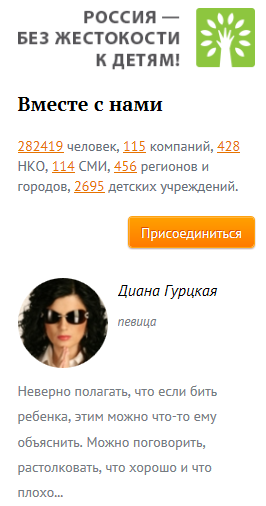 РОССИЯ —
БЕЗ ЖЕСТОКОСТИ
К ДЕТЯМ!
Вместе с нами
282419 человек, 115 компаний, 428
НКО, 114 СМИ, 456 регионов и
городов, 2695 детских учреждений.
Присоединиться
Диана Гурцкая
певица
Неверно полагать, что если бить
ребенка, этим можно что-то ему
объяснить. Можно поговорить,
растолковать, что хорошо и что
плохо...